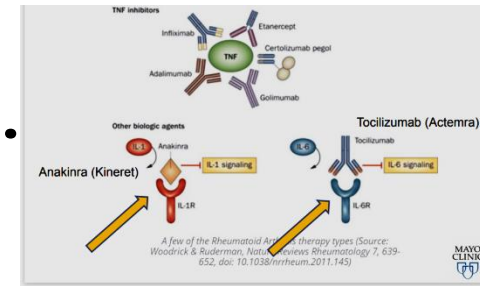 TNF inhibitors
Infliximab
Etanercept
TNF
Certolizumab pegol
Adalimumab
Golimumab
Other biologic agents
Tocilizumab (Actemra)
IL-1
Anakinra
IL-1 signaling
IL-6
Tocilizumab
IL-6 signaling
Anakinra (Kineret)
IL-1R
IL-6R
A few of the Rheumatoid Arthritis therapy types (Source:
Woodrick & Ruderman, Nature Reviews Rheumatology 7, 639-
652, doi: 10.1038/nrrheum.2011.145)
MAYO
CLINIC